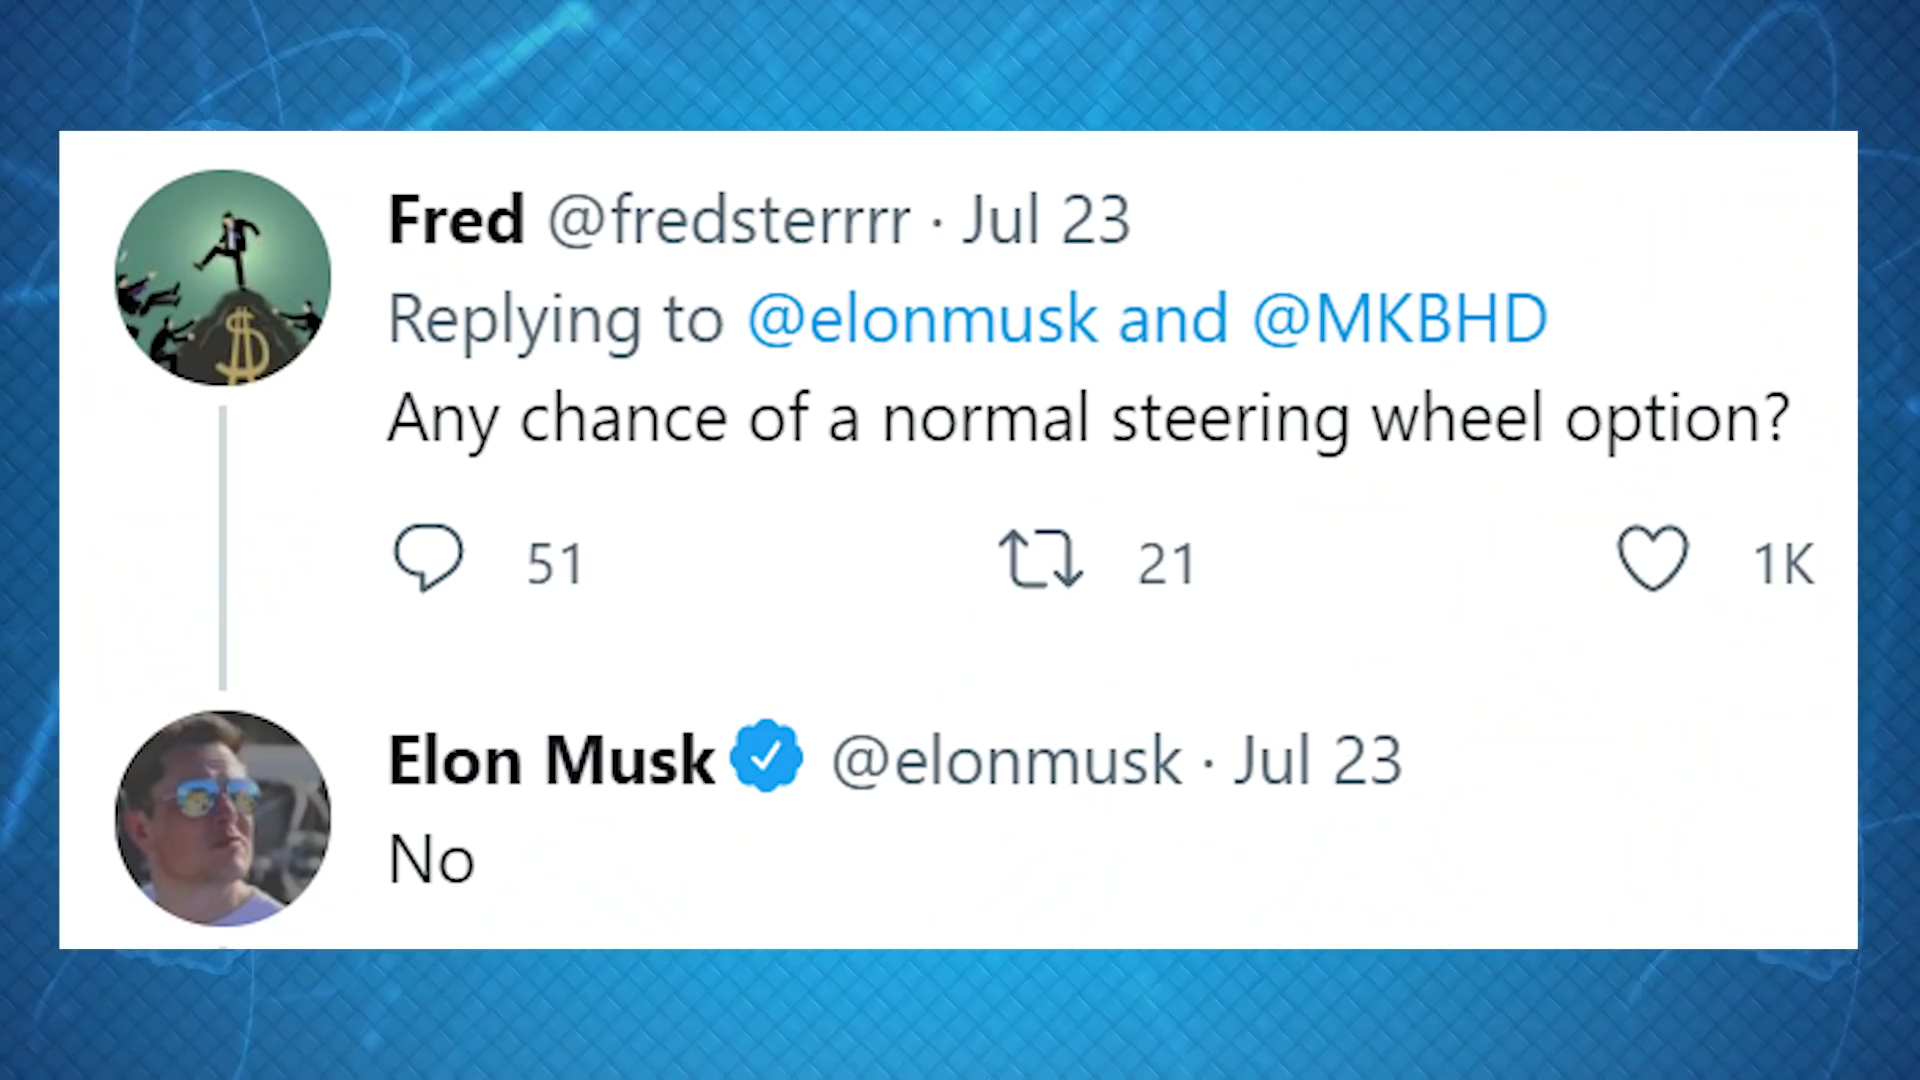 Fred @fredsterrrr · Jul 23
Replying to @elonmusk and @MKBHD
Any chance of a normal steering wheel option?
51 21 1K
Elon Musk @elonmusk · Jul 23
No